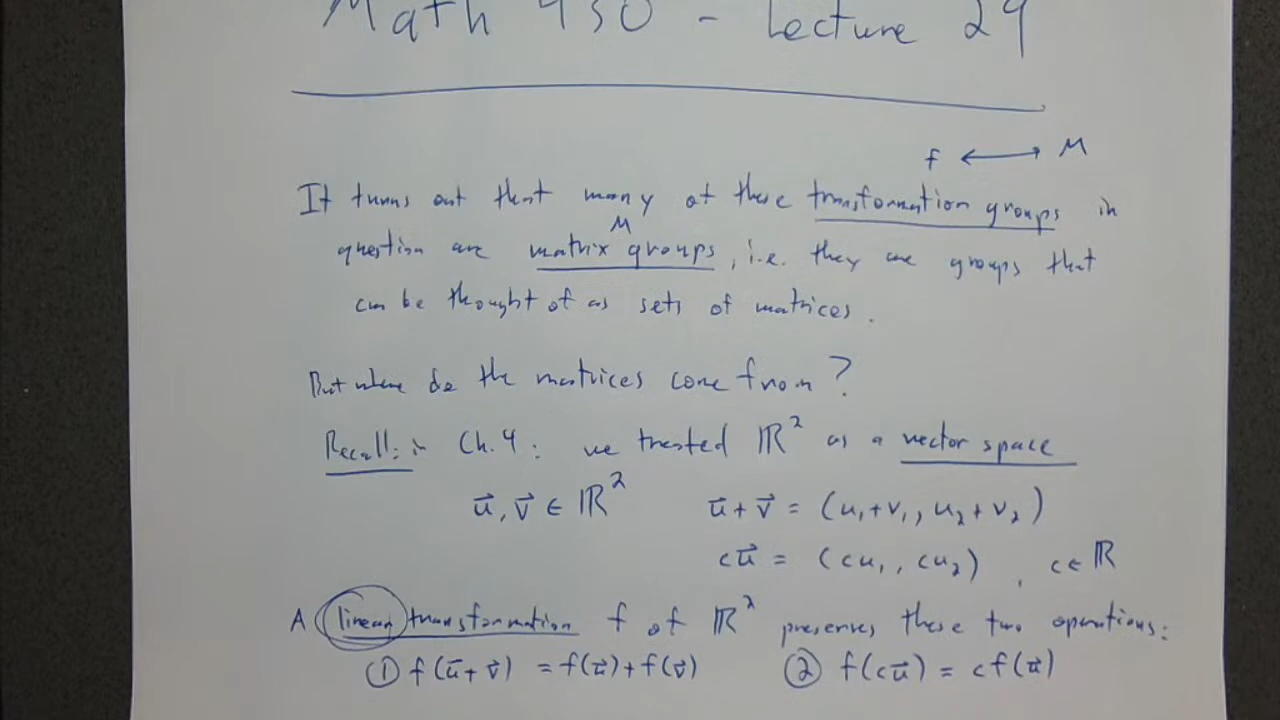 Math 430 - Lecture 29
f ⟷ M
It turns out that many of these transformation groups in
M
question are matrix groups, i.e. they are groups that
can be thought of as sets of matrices.
But where do the matrices come from?
Recall: in Ch. 4: we treated ℝ² as a vector space
u⃗, v⃗ ∈ ℝ² u⃗ + v⃗ = (u₁+v₁, u₂+v₂)
cu⃗ = (cu₁, cu₂), c∈ℝ
A linear transformation f of ℝ² preserves these two operations:
① f(u⃗+v⃗) = f(u⃗)+f(v⃗) ② f(cu⃗) = cf(u⃗)